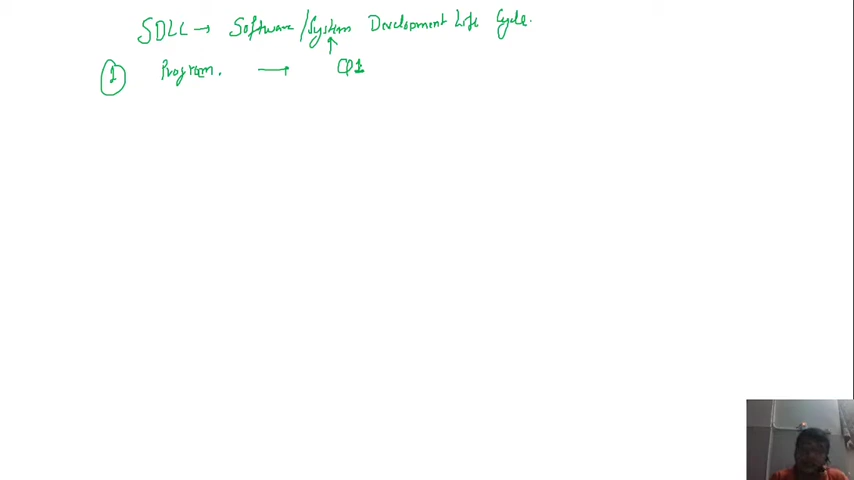 SDLC → Software/System Development Life Cycle.
① Program. →